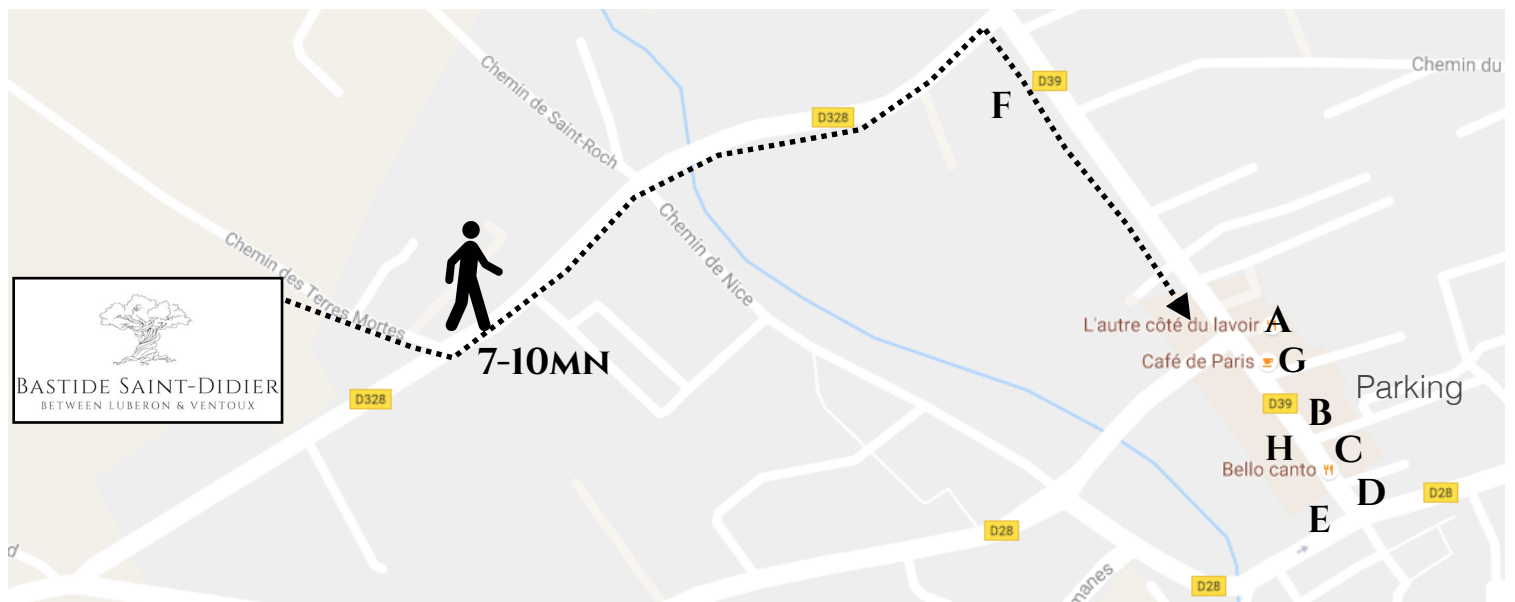 Chemin du
D39
F
Chemin de Saint-Roch
D328
Chemin de Nice
Chemin des Terres Mortes
BASTIDE SAINT-DIDIER
BETWEEN LUBERON & VENTOUX
7-10MN
D328
L'autre côté du lavoir A
Café de Paris G
Parking
D39 B
H C
Bello canto
D
D28
E
D28
D28
manes
d